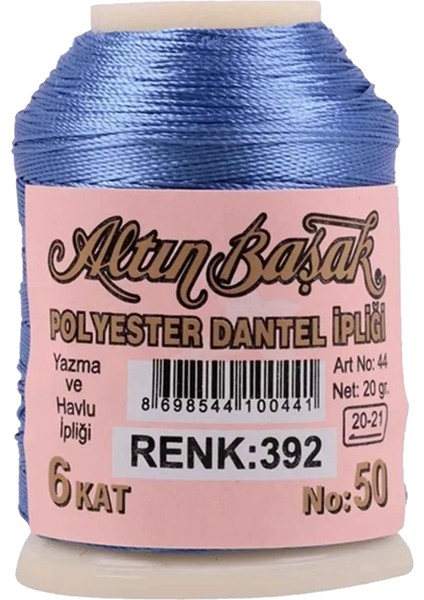 Altın Başak
POLYESTER DANTEL İPLİĞİ
Yazma
ve
Havlu
İpliği
8 698544 100441
Art No: 44
Net: 20 gr.
20-21
RENK:392
6 KAT
No: 50